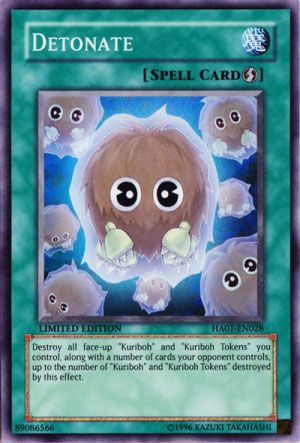 DETONATE
魔
[SPELL CARD]
LIMITED EDITION
HA01-EN028
Destroy all face-up "Kuriboh" and "Kuriboh Tokens" you
control, along with a number of cards your opponent controls,
up to the number of "Kuriboh" and "Kuriboh Tokens" destroyed
by this effect.
89086566
©1996 KAZUKI TAKAHASHI